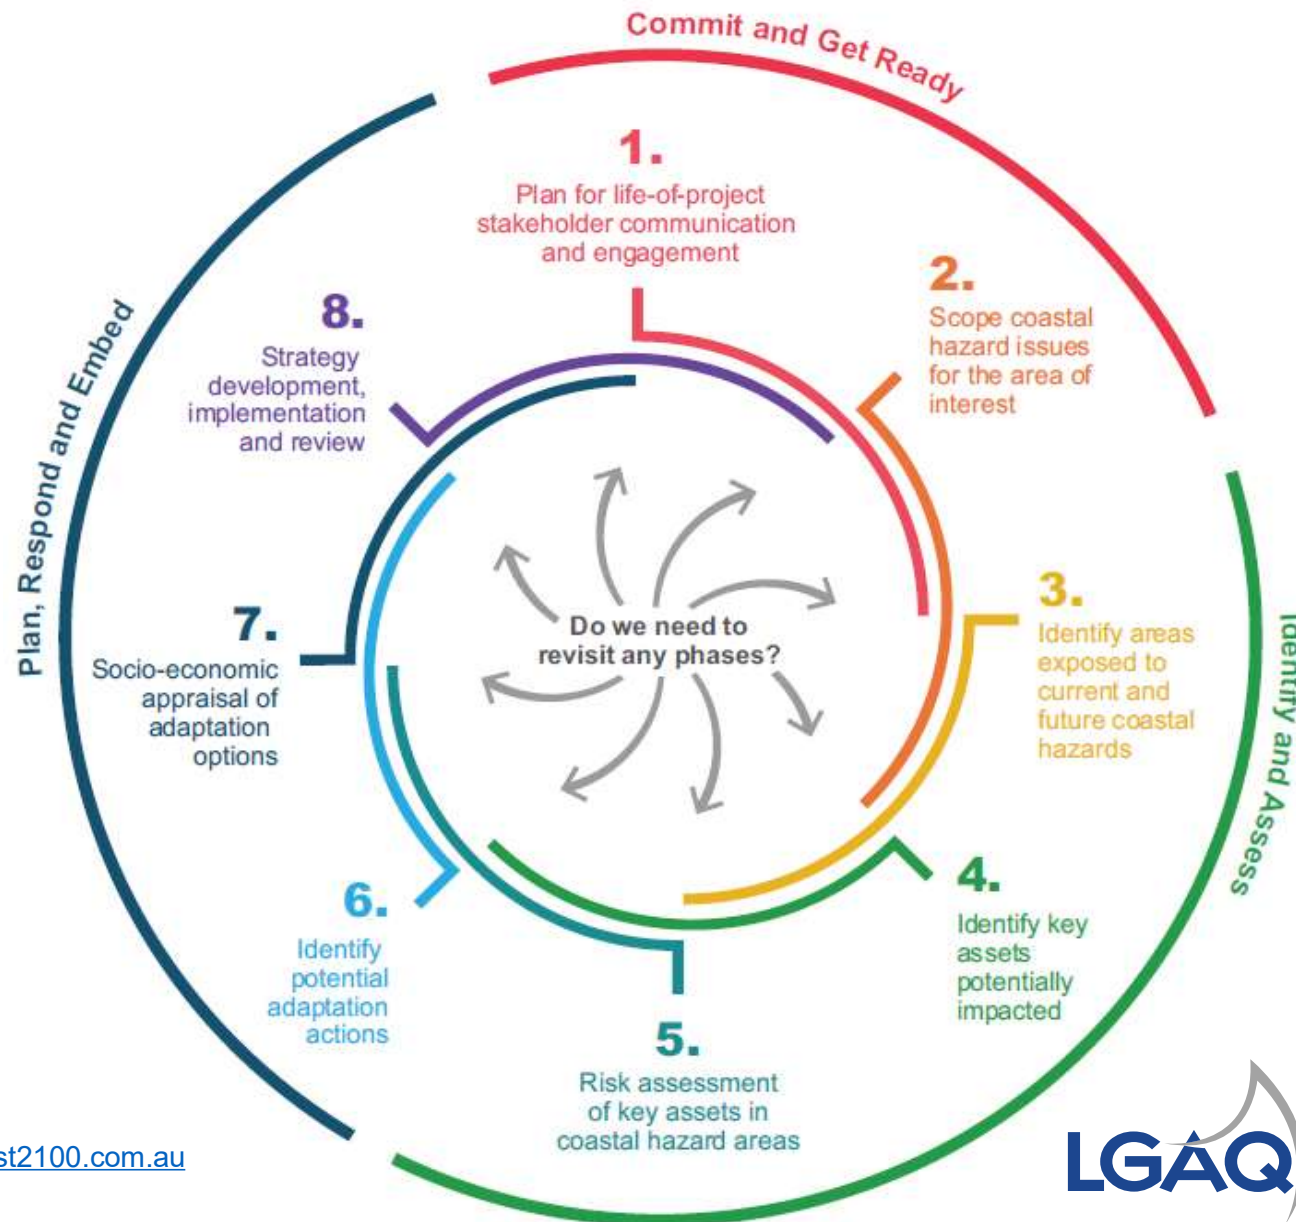 Commit and Get Ready
1.
Plan for life-of-project
stakeholder communication
and engagement
2.
Scope coastal
hazard issues
for the area of
interest
Identify and Assess
3.
Identify areas
exposed to
current and
future coastal
hazards
4.
Identify key
assets
potentially
impacted
5.
Risk assessment
of key assets in
coastal hazard areas
6.
Identify
potential
adaptation
actions
Plan, Respond and Embed
7.
Socio-economic
appraisal of
adaptation
options
8.
Strategy
development,
implementation
and review
Do we need to
revisit any phases?
st2100.com.au
LGAQ